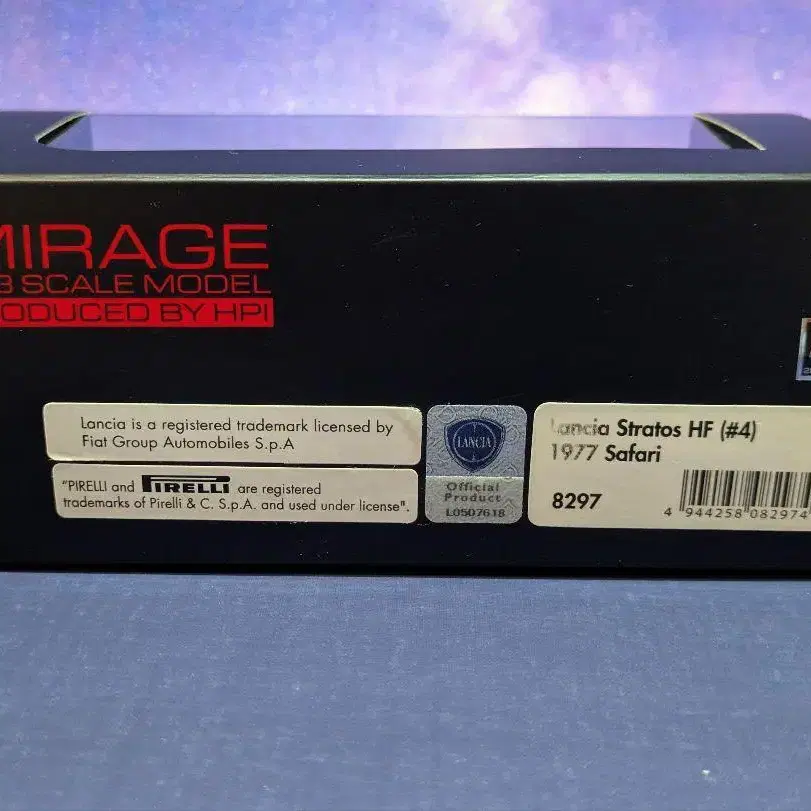 MIRAGE
3 SCALE MODEL
ODUCED BY HPI
Lancia is a registered trademark licensed by
Fiat Group Automobiles S.p.A
"PIRELLI and PIRELLI are registered
trademarks of Pirelli & C. S.p.A. and used under license".
LANCIA
Official
Product
L0507618
Lancia Stratos HF (#4)
1977 Safari
8297
4 944258 082974